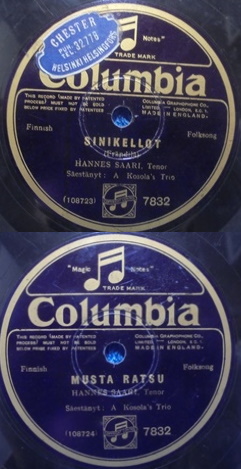 CHESTER
PUH.
TEL. 32 778
HELSINKI HELSINGFORS
Notes"
TRADE MARK
Columbia
THIS RECORD (MADE BY PATENTED
PROCESS) MUST NOT BE SOLD
BELOW PRICE FIXED BY PATENTEES
COLUMBIA GRAPHOPHONE CO.
LIMITED. LONDON, E.C.1.
MADE IN ENGLAND.
Finnish
Folksong
SINIKELLOT
HANNES SAARI, Tenor
Säestänyt: A Kosola's Trio
(108723)
7832
"Magic Notes"
TRADE MARK
Columbia
THIS RECORD (MADE BY PATENTED
PROCESS) MUST NOT BE SOLD
BELOW PRICE FIXED BY PATENTEES
COLUMBIA GRAPHOPHONE CO.
LIMITED. LONDON, E.C.1.
MADE IN ENGLAND.
Finnish
Folksong
MUSTA RATSU
HANNES SAARI, Tenor
Säestänyt: A Kosola's Trio
(108724)
7832